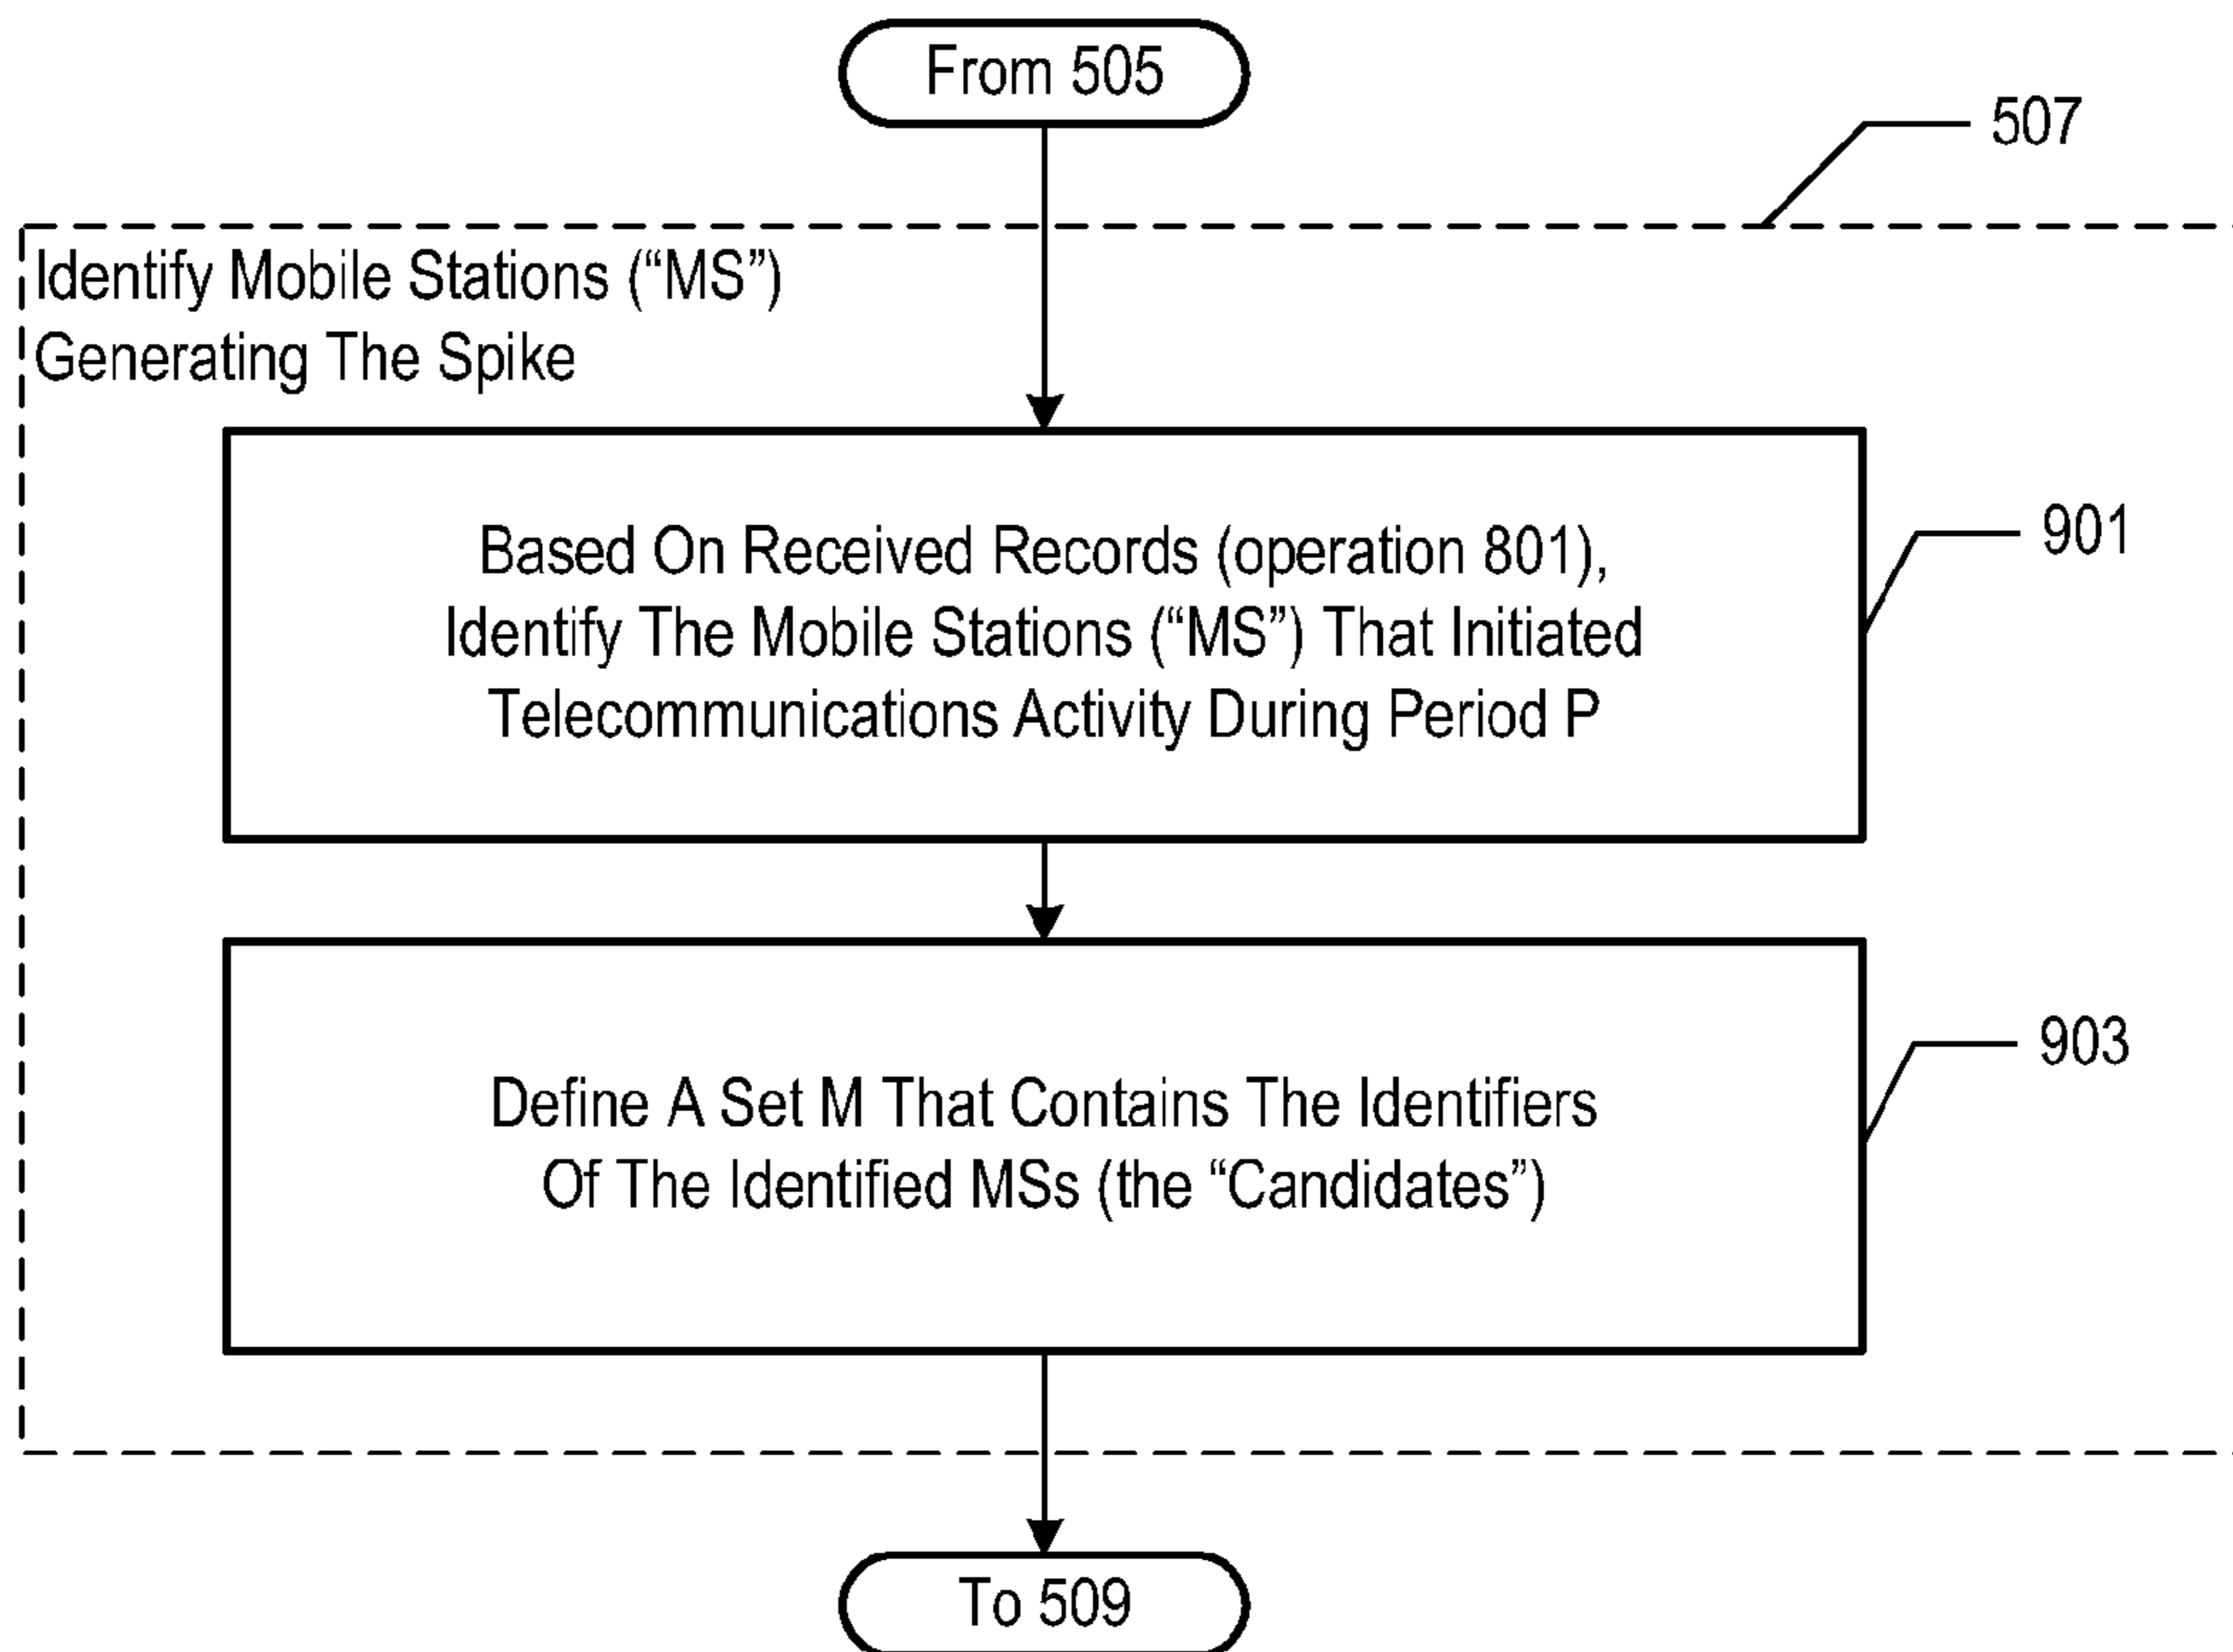 From 505
507
Identify Mobile Stations (“MS”)
Generating The Spike
Based On Received Records (operation 801),
Identify The Mobile Stations (“MS”) That Initiated
Telecommunications Activity During Period P
901
Define A Set M That Contains The Identifiers
Of The Identified MSs (the “Candidates”)
903
To 509